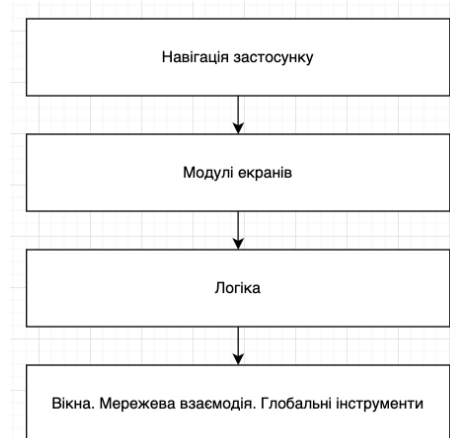 Навігація застосунку
Модулі екранів
Логіка
Вікна. Мережева взаємодія. Глобальні інструменти